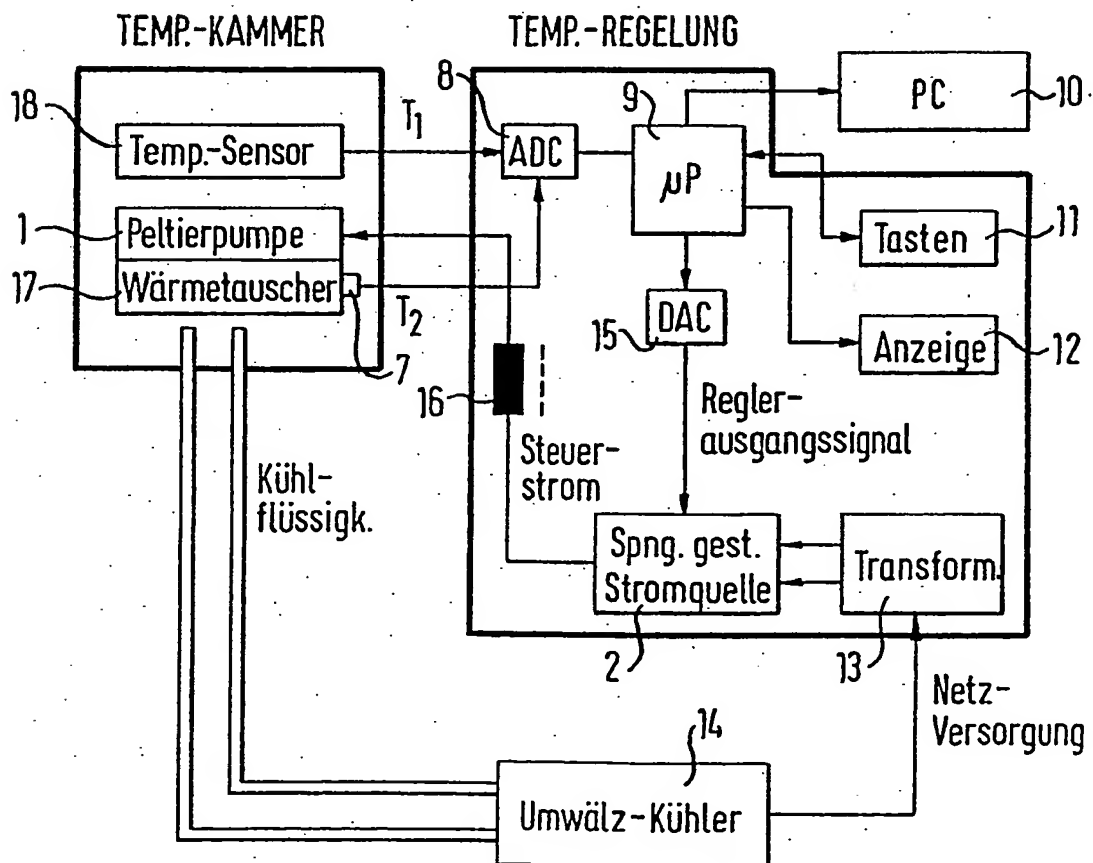 TEMP.-KAMMER
TEMP.-REGELUNG
18
Temp.-Sensor
T1
8
ADC
9
µP
PC
10
1
Peltierpumpe
17
Wärmetauscher
T2
7
Tasten
11
15
DAC
Anzeige
12
16
Regler-
ausgangssignal
Steuer-
strom
Kühl-
flüssigk.
Spng. gest.
Stromquelle
2
Transform.
13
Netz-
Versorgung
14
Umwälz-Kühler